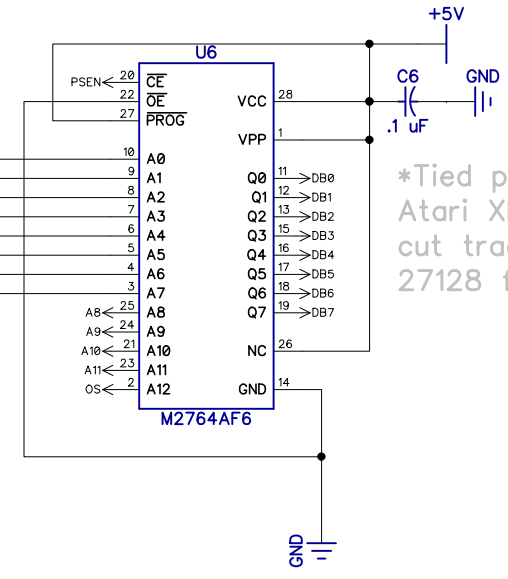 +5V
U6
C6
GND
PSEN 20 CE
22 OE
27 PROG
VCC 28
VPP 1
.1 uF
10 A0
9 A1
8 A2
7 A3
6 A4
5 A5
4 A6
3 A7
A8 25 A8
A9 24 A9
A10 21 A10
A11 23 A11
OS 2 A12
Q0 11 DB0
Q1 12 DB1
Q2 13 DB2
Q3 15 DB3
Q4 16 DB4
Q5 17 DB5
Q6 18 DB6
Q7 19 DB7
NC 26
GND 14
M2764AF6
GND
*Tied p
Atari X
cut tra
27128 f